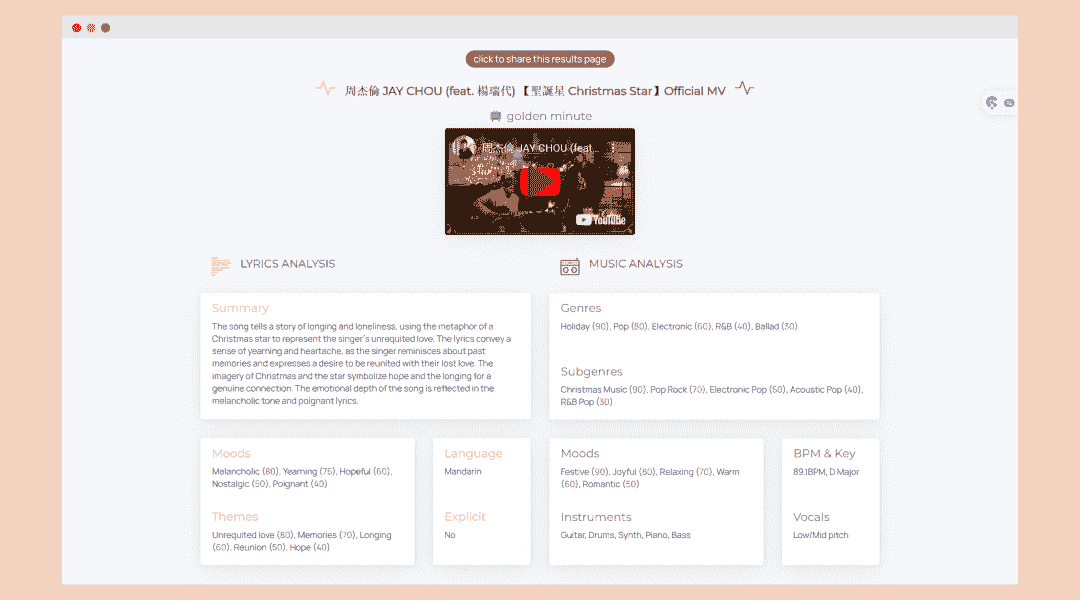 click to share this results page
周杰倫 JAY CHOU (feat. 楊瑞代) 【聖誕星 Christmas Star】Official MV
golden minute
周杰倫 JAY CHOU (feat...
Star
YouTube
LYRICS ANALYSIS
Summary
The song tells a story of longing and loneliness, using the metaphor of a
Christmas star to represent the singer's unrequited love. The lyrics convey a
sense of yearning and heartache, as the singer reminisces about past
memories and expresses a desire to be reunited with their lost love. The
imagery of Christmas and the star symbolize hope and the longing for a
genuine connection. The emotional depth of the song is reflected in the
melancholic tone and poignant lyrics.
Moods
Melancholic (80), Yearning (75), Hopeful (60),
Nostalgic (50), Poignant (40)
Themes
Unrequited love (80), Memories (70), Longing
(60), Reunion (50), Hope (40)
Language
Mandarin
Explicit
No
MUSIC ANALYSIS
Genres
Holiday (90), Pop (80), Electronic (60), R&B (40), Ballad (30)
Subgenres
Christmas Music (90), Pop Rock (70), Electronic Pop (50), Acoustic Pop (40),
R&B Pop (30)
Moods
Festive (90), Joyful (80), Relaxing (70), Warm
(60), Romantic (50)
Instruments
Guitar, Drums, Synth, Piano, Bass
BPM & Key
89.1BPM, D Major
Vocals
Low/Mid pitch